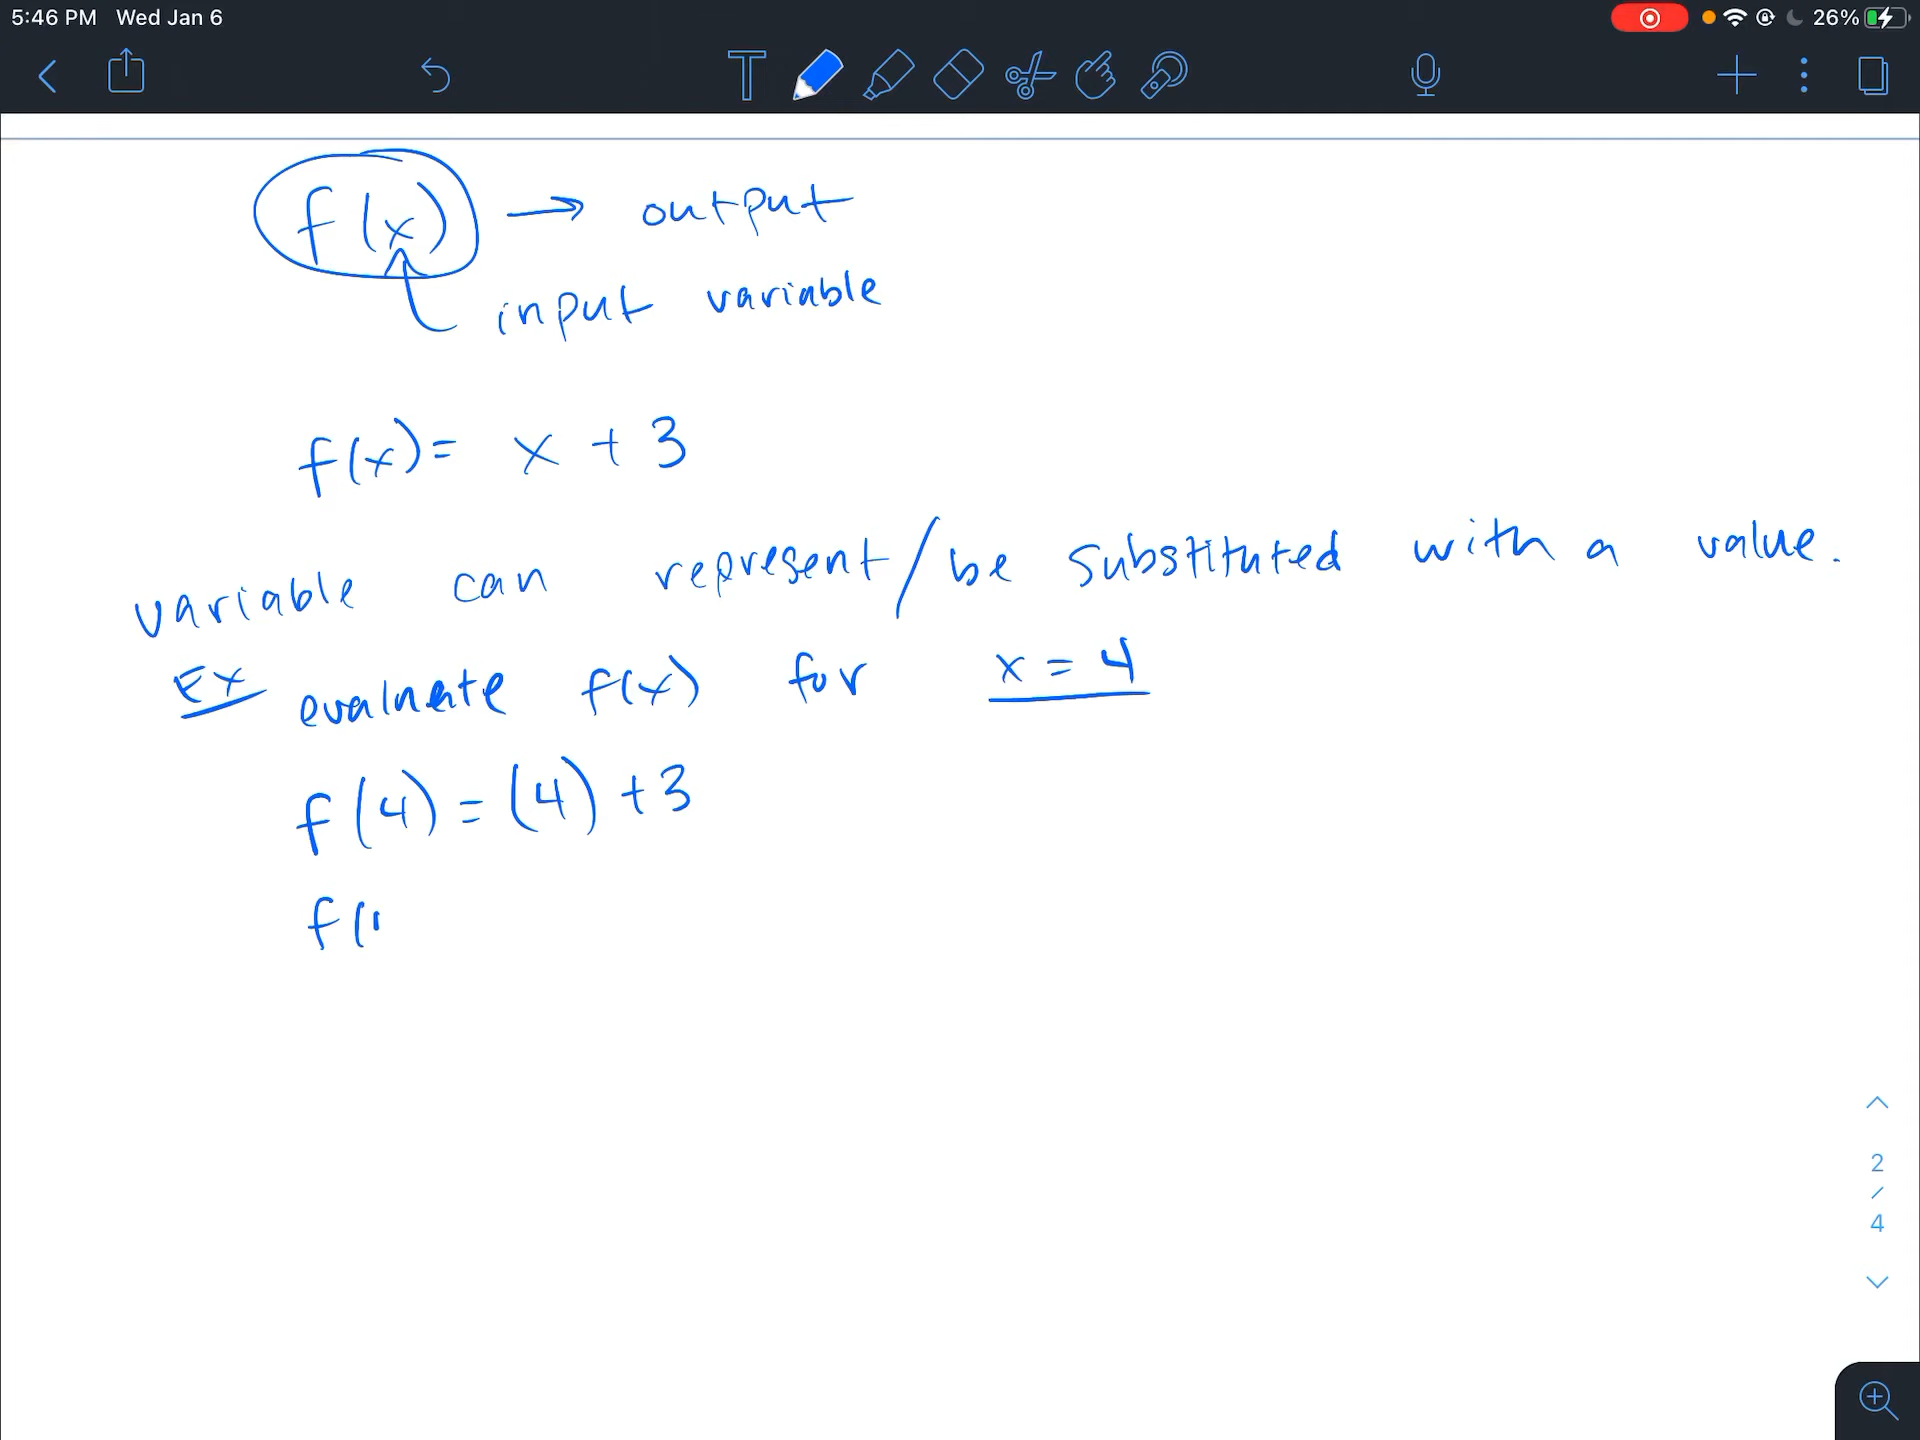 5:46 PM Wed Jan 6 26%
T
f(x) → output
input variable
f(x) = x + 3
variable can represent/be substituted with a value.
Ex evaluate f(x) for x = 4
f(4) = (4) + 3
f(
2
/
4